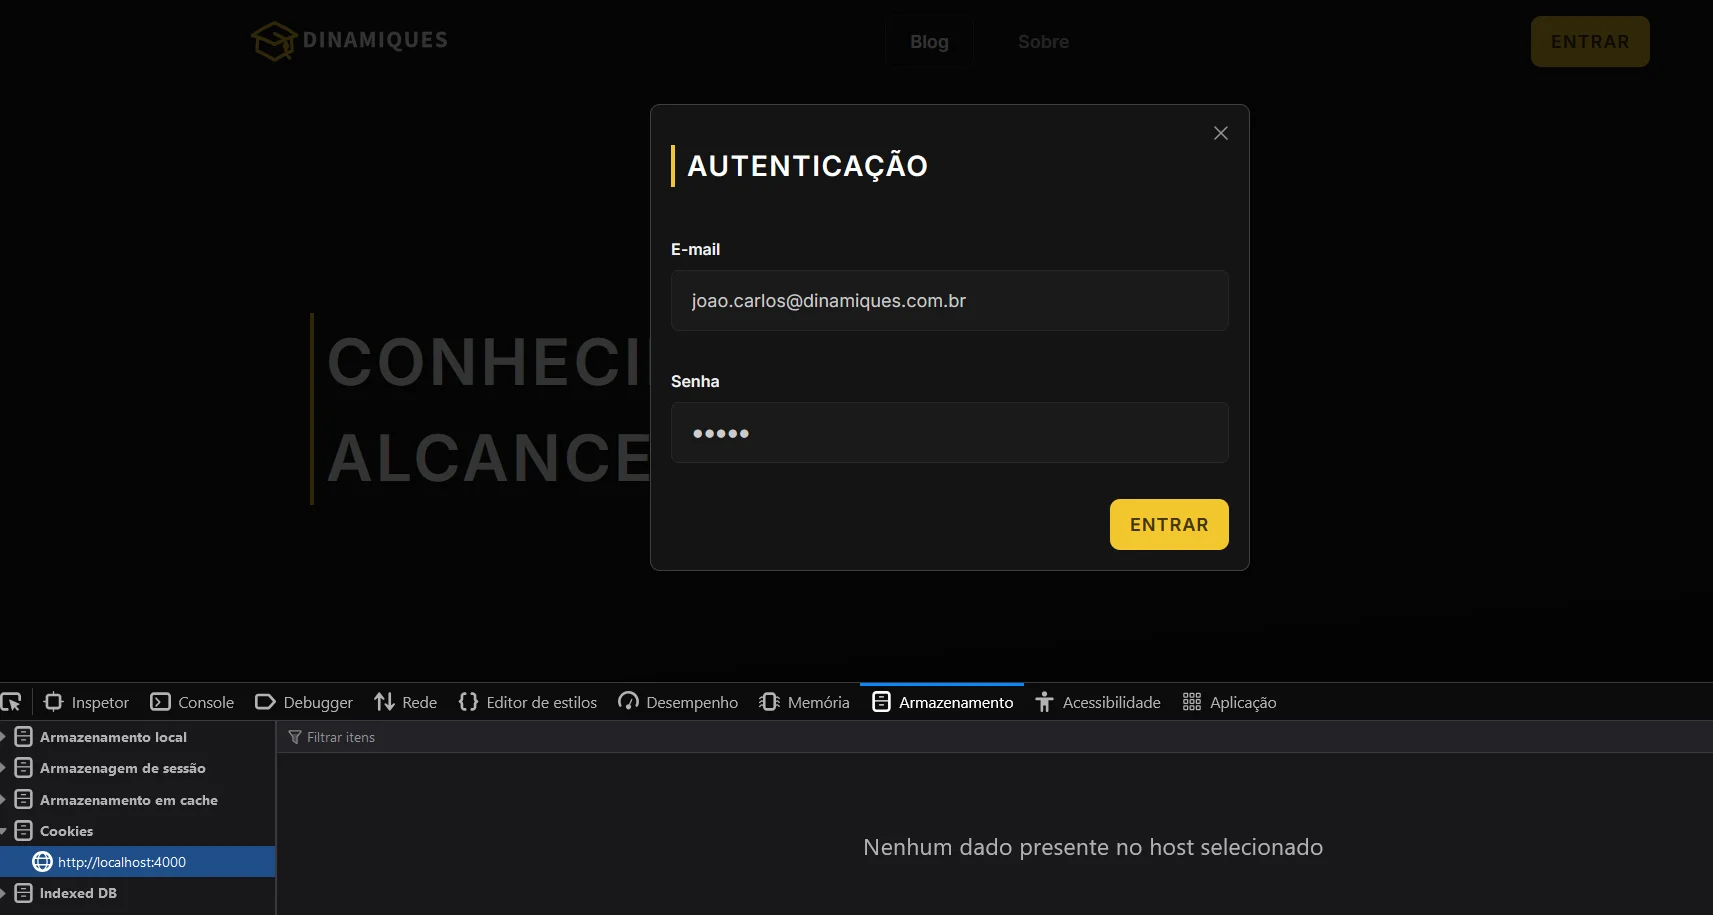 DINAMIQUES
Blog
Sobre
ENTRAR
AUTENTICAÇÃO
E-mail
joao.carlos@dinamiques.com.br
Senha
●●●●●
ENTRAR
CONHECI
ALCANCE
Inspetor
Console
Debugger
Rede
Editor de estilos
Desempenho
Memória
Armazenamento
Acessibilidade
Aplicação
Armazenamento local
Armazenagem de sessão
Armazenamento em cache
Cookies
http://localhost:4000
Indexed DB
Filtrar itens
Nenhum dado presente no host selecionado